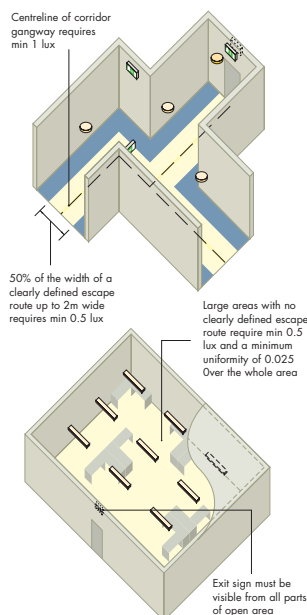 Centreline of corridor
gangway requires
min 1 lux
50% of the width of a
clearly defined escape
route up to 2m wide
requires min 0.5 lux
Large areas with no
clearly defined escape
route require min 0.5
lux and a minimum
uniformity of 0.025
0ver the whole area
Exit sign must be
visible from all parts
of open area